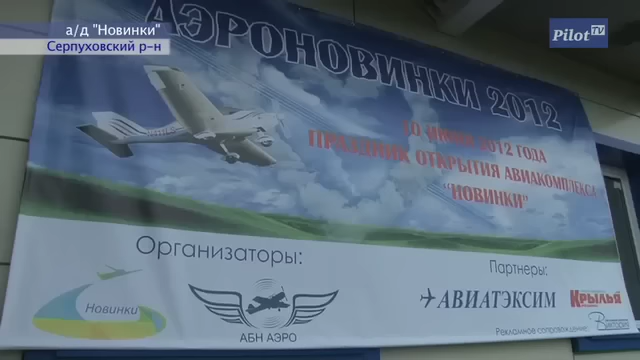 а/д "Новинки"
Серпуховский р-н
Pilot TV
АЭРОНОВИНКИ 2012
10 ИЮНЯ 2012 ГОДА
ПРАЗДНИК ОТКРЫТИЯ АВИАКОМПЛЕКСА
"НОВИНКИ"
Организаторы:
Партнеры:
Новинки
АБН АЭРО
АВИАТЭКСИМ
КРЫЛЬЯ
Рекламное сопровождение:
Виктория